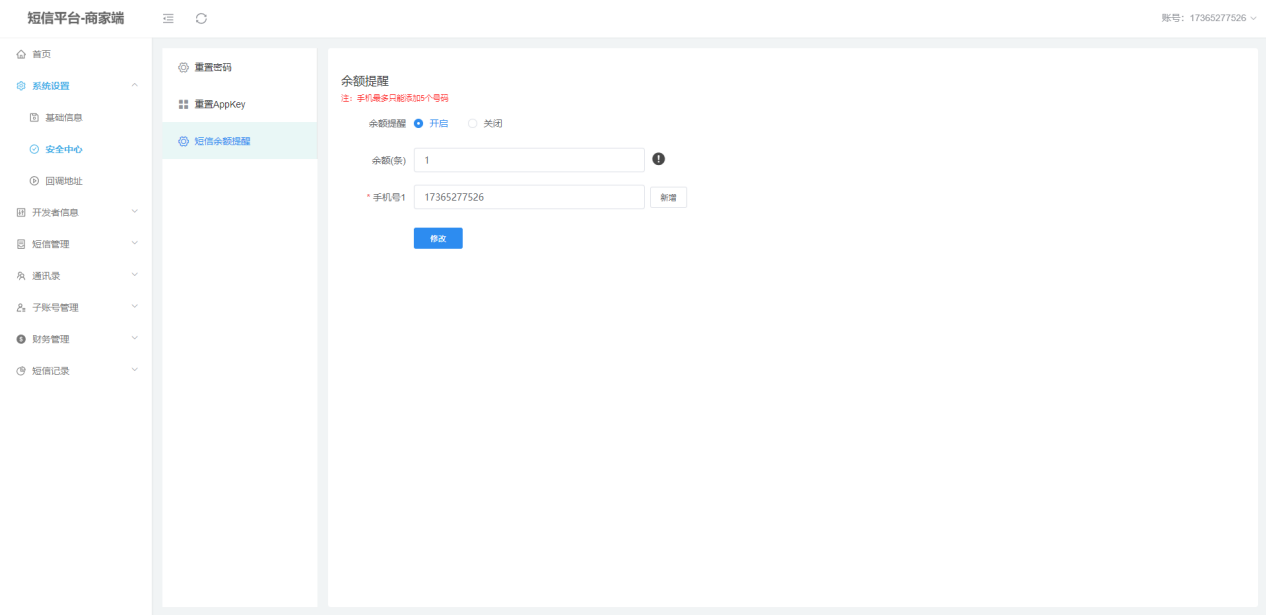 短信平台-商家端
账号：17365277526
首页
系统设置
基础信息
安全中心
回调地址
开发者信息
短信管理
通讯录
子账号管理
财务管理
短信记录
重置密码
重置AppKey
短信余额提醒
余额提醒
注：手机最多只能添加5个号码
余额提醒 开启 关闭
余额(条) 1
* 手机号1 17365277526 新增
修改